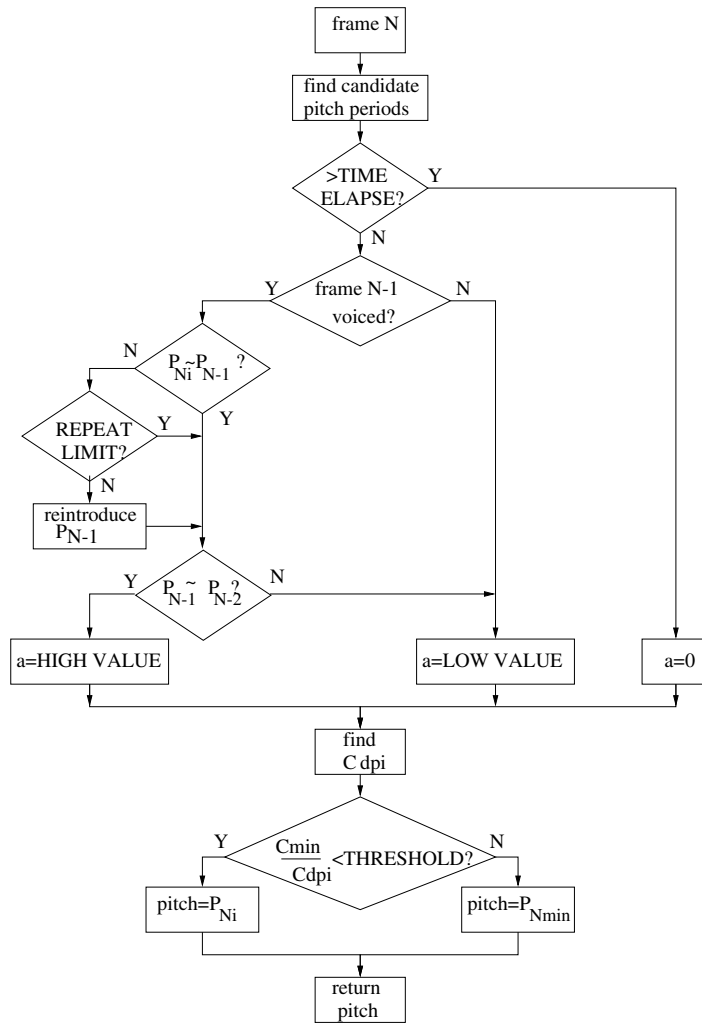 frame N
find candidate
pitch periods
>TIME
ELAPSE?
Y
N
frame N-1
voiced?
Y
N
P_Ni ~ P_N-1 ?
N
Y
REPEAT
LIMIT?
Y
N
reintroduce
P_N-1
P_N-1 ~ P_N-2 ?
Y
N
a=HIGH VALUE
a=LOW VALUE
a=0
find
C dpi
Cmin
Cdpi
<THRESHOLD?
Y
N
pitch=P_Ni
pitch=P_Nmin
return
pitch